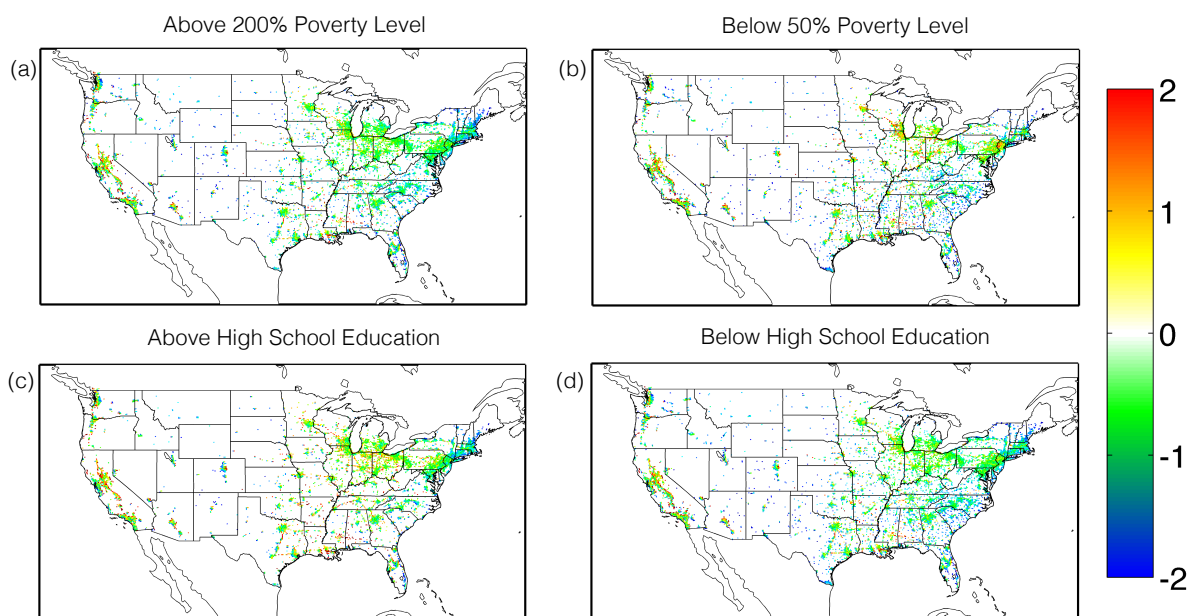 Above 200% Poverty Level
Below 50% Poverty Level
(a)
(b)
2
1
0
-1
-2
Above High School Education
Below High School Education
(c)
(d)